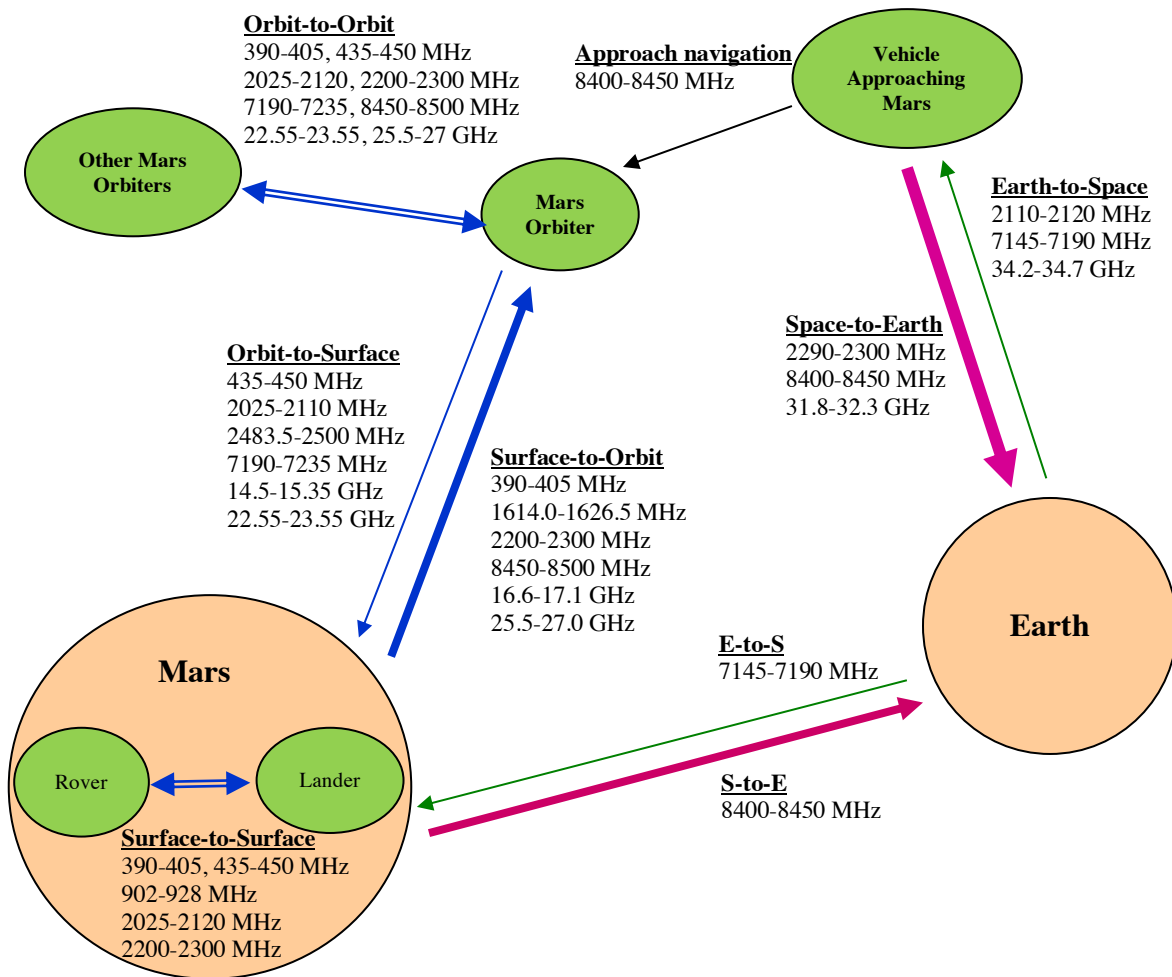 Orbit-to-Orbit
390-405, 435-450 MHz
2025-2120, 2200-2300 MHz
7190-7235, 8450-8500 MHz
22.55-23.55, 25.5-27 GHz
Approach navigation
8400-8450 MHz
Vehicle
Approaching
Mars
Other Mars
Orbiters
Mars
Orbiter
Earth-to-Space
2110-2120 MHz
7145-7190 MHz
34.2-34.7 GHz
Space-to-Earth
2290-2300 MHz
8400-8450 MHz
31.8-32.3 GHz
Orbit-to-Surface
435-450 MHz
2025-2110 MHz
2483.5-2500 MHz
7190-7235 MHz
14.5-15.35 GHz
22.55-23.55 GHz
Surface-to-Orbit
390-405 MHz
1614.0-1626.5 MHz
2200-2300 MHz
8450-8500 MHz
16.6-17.1 GHz
25.5-27.0 GHz
Earth
Mars
E-to-S
7145-7190 MHz
Rover
Lander
S-to-E
8400-8450 MHz
Surface-to-Surface
390-405, 435-450 MHz
902-928 MHz
2025-2120 MHz
2200-2300 MHz